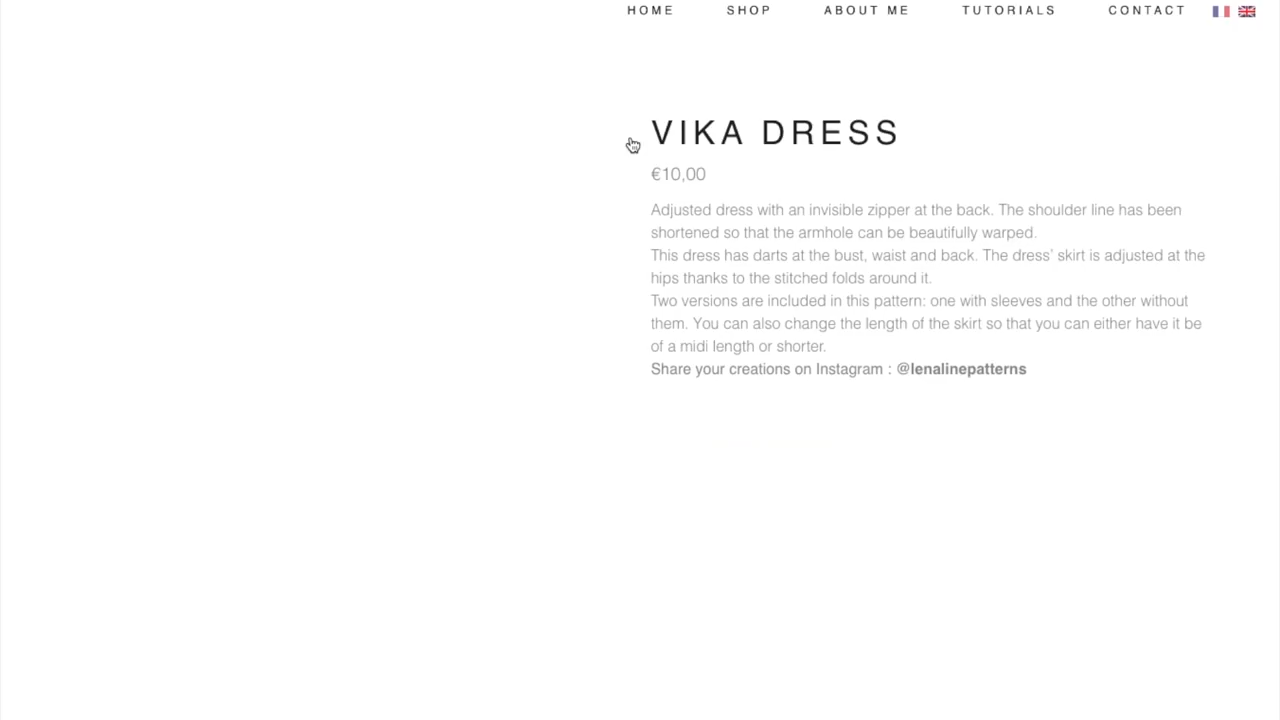 HOME SHOP ABOUT ME TUTORIALS CONTACT
VIKA DRESS
€10,00
Adjusted dress with an invisible zipper at the back. The shoulder line has been
shortened so that the armhole can be beautifully warped.
This dress has darts at the bust, waist and back. The dress' skirt is adjusted at the
hips thanks to the stitched folds around it.
Two versions are included in this pattern: one with sleeves and the other without
them. You can also change the length of the skirt so that you can either have it be
of a midi length or shorter.
Share your creations on Instagram : @lenalinepatterns